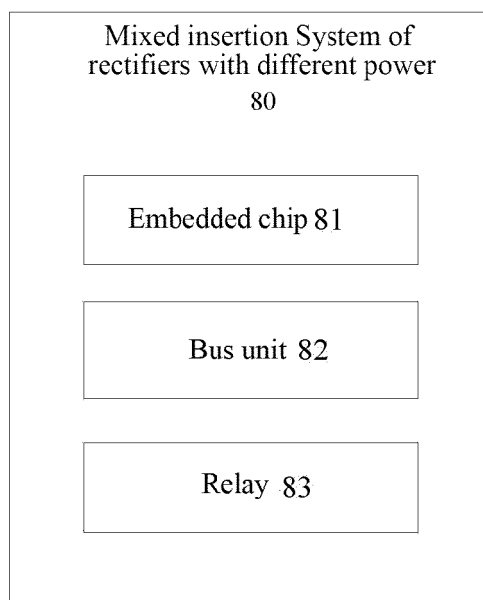 Mixed insertion System of
rectifiers with different power
80
Embedded chip 81
Bus unit 82
Relay 83